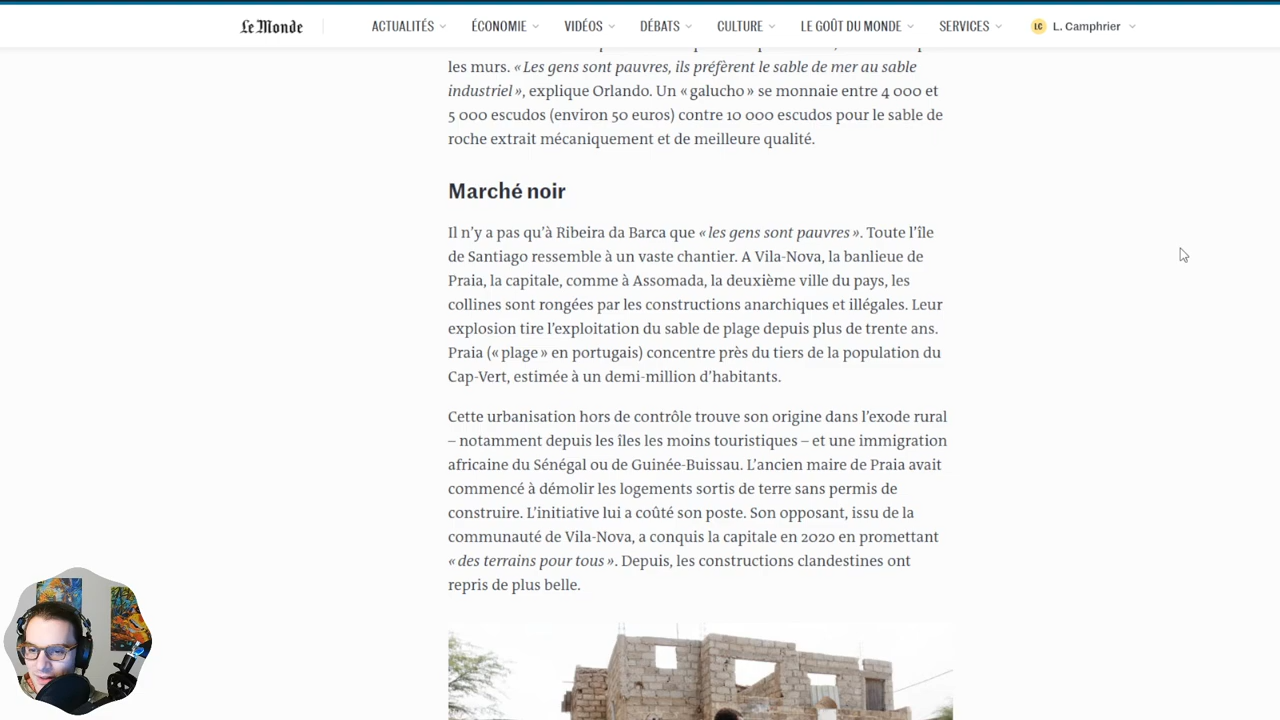 Le Monde
ACTUALITÉS
ÉCONOMIE
VIDÉOS
DÉBATS
CULTURE
LE GOÛT DU MONDE
SERVICES
LC
L. Camphrier
les murs. « Les gens sont pauvres, ils préfèrent le sable de mer au sable
industriel », explique Orlando. Un « galucho » se monnaie entre 4 000 et
5 000 escudos (environ 50 euros) contre 10 000 escudos pour le sable de
roche extrait mécaniquement et de meilleure qualité.
Marché noir
Il n’y a pas qu’à Ribeira da Barca que « les gens sont pauvres ». Toute l’île
de Santiago ressemble à un vaste chantier. A Vila-Nova, la banlieue de
Praia, la capitale, comme à Assomada, la deuxième ville du pays, les
collines sont rongées par les constructions anarchiques et illégales. Leur
explosion tire l’exploitation du sable de plage depuis plus de trente ans.
Praia (« plage » en portugais) concentre près du tiers de la population du
Cap-Vert, estimée à un demi-million d’habitants.
Cette urbanisation hors de contrôle trouve son origine dans l’exode rural
– notamment depuis les îles les moins touristiques – et une immigration
africaine du Sénégal ou de Guinée-Buissau. L’ancien maire de Praia avait
commencé à démolir les logements sortis de terre sans permis de
construire. L’initiative lui a coûté son poste. Son opposant, issu de la
communauté de Vila-Nova, a conquis la capitale en 2020 en promettant
« des terrains pour tous ». Depuis, les constructions clandestines ont
repris de plus belle.